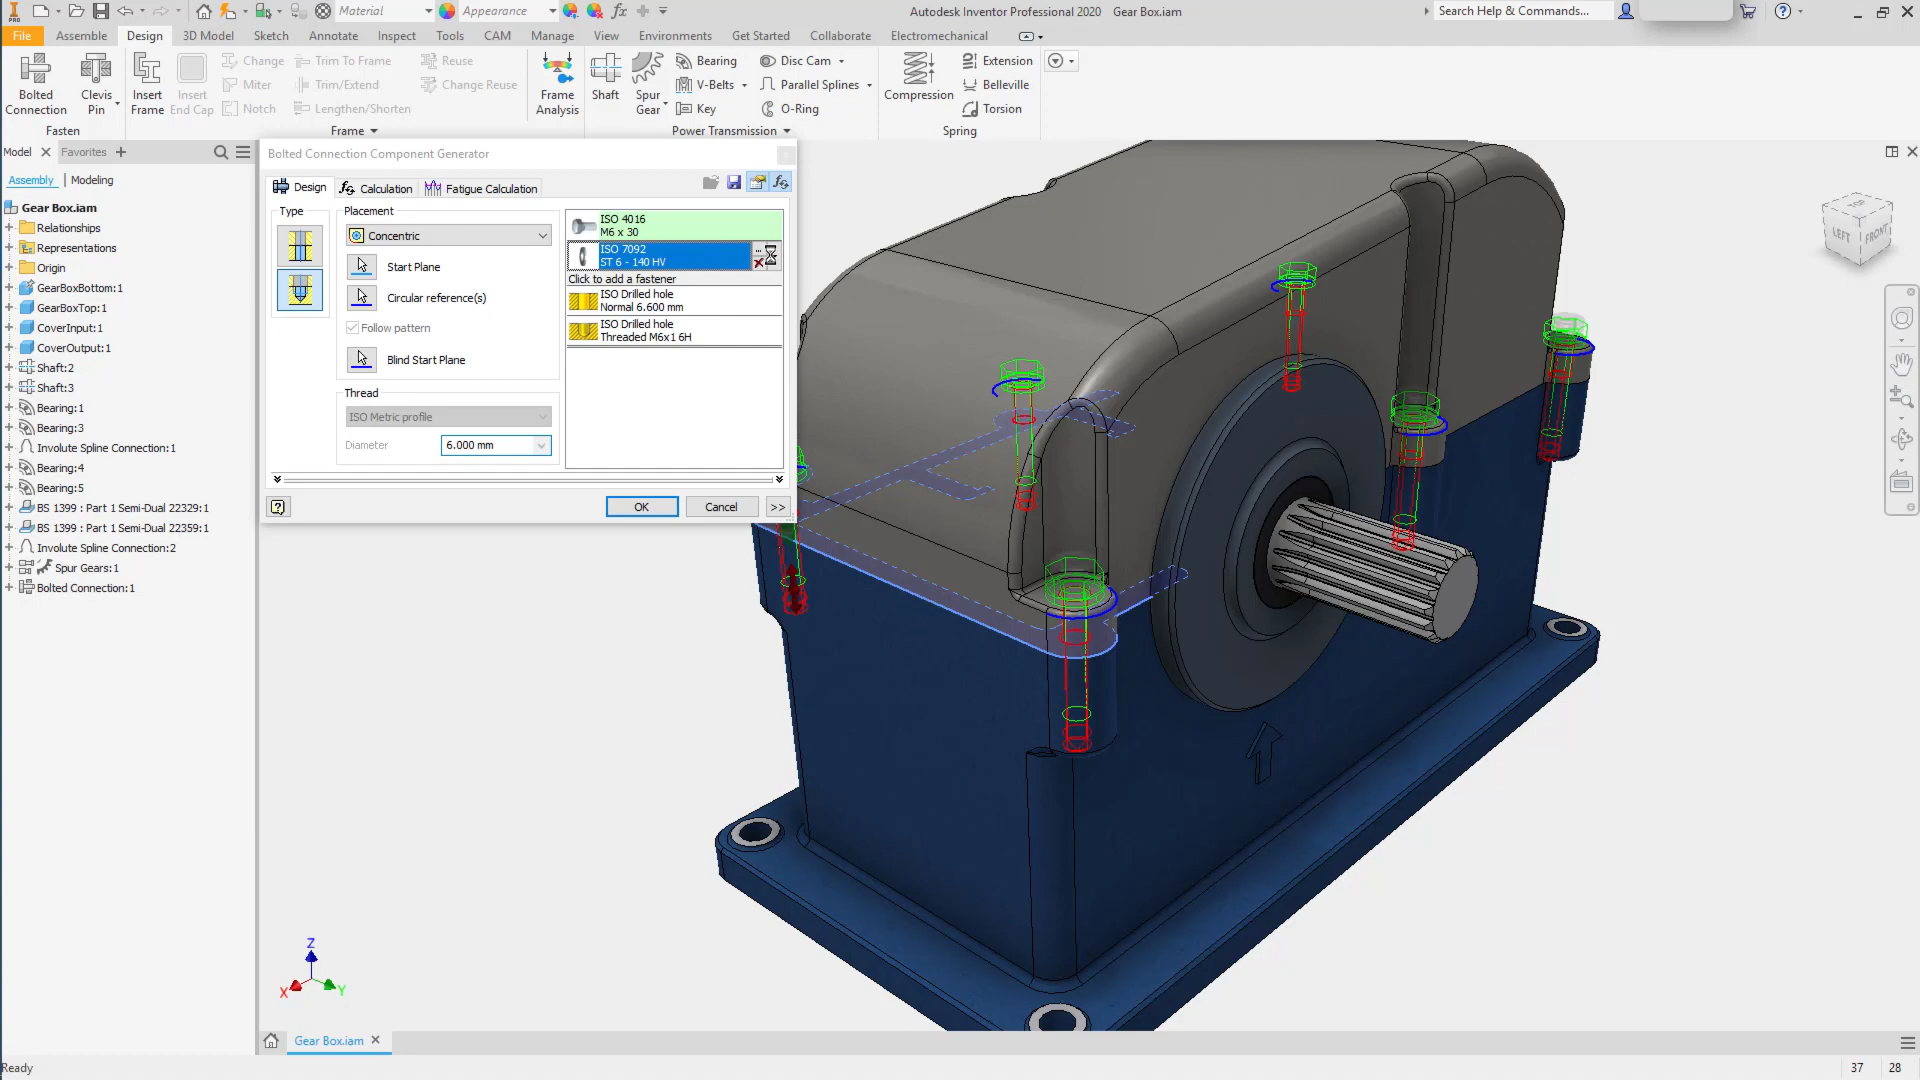 PRO
Material
Appearance
fx
Autodesk Inventor Professional 2020 Gear Box.iam
Search Help & Commands...
File
Assemble
Design
3D Model
Sketch
Annotate
Inspect
Tools
CAM
Manage
View
Environments
Get Started
Collaborate
Electromechanical
Bolted Connection
Clevis Pin
Fasten
Insert Frame
Insert End Cap
Change
Miter
Notch
Trim To Frame
Trim/Extend
Lengthen/Shorten
Reuse
Change Reuse
Frame
Frame Analysis
Shaft
Spur Gear
Bearing
V-Belts
Key
Disc Cam
Parallel Splines
O-Ring
Power Transmission
Compression
Extension
Belleville
Torsion
Spring
Model
Favorites
Assembly
Modeling
Gear Box.iam
Relationships
Representations
Origin
GearBoxBottom:1
GearBoxTop:1
CoverInput:1
CoverOutput:1
Shaft:2
Shaft:3
Bearing:1
Bearing:3
Involute Spline Connection:1
Bearing:4
Bearing:5
BS 1399 : Part 1 Semi-Dual 22329:1
BS 1399 : Part 1 Semi-Dual 22359:1
Involute Spline Connection:2
Spur Gears:1
Bolted Connection:1
Bolted Connection Component Generator
Design
Calculation
Fatigue Calculation
Type
Placement
Concentric
Start Plane
Circular reference(s)
Follow pattern
Blind Start Plane
Thread
ISO Metric profile
Diameter
6.000 mm
ISO 4016
M6 x 30
ISO 7092
ST 6 - 140 HV
Click to add a fastener
ISO Drilled hole
Normal 6.600 mm
ISO Drilled hole
Threaded M6x1 6H
OK
Cancel
>>
TOP
LEFT
FRONT
Z
X
Y
Gear Box.iam
Ready
37
28